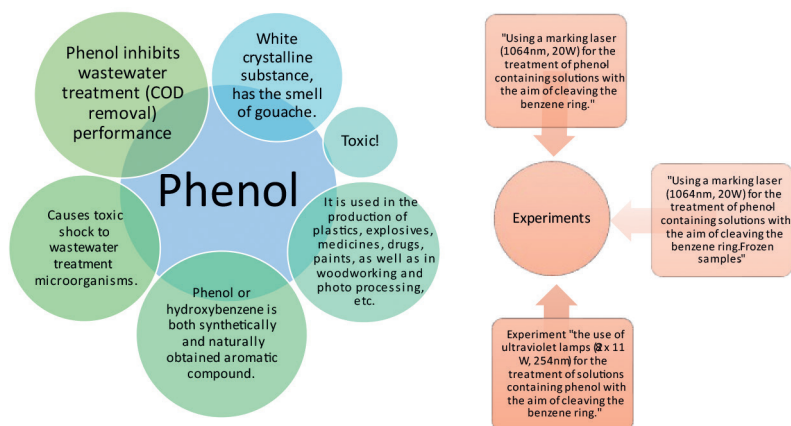 Phenol inhibits
wastewater
treatment (COD
removal)
performance
White
crystalline
substance,
has the smell
of gouache.
Toxic!
Phenol
It is used in the
production of
plastics, explosives,
medicines, drugs,
paints, as well as in
woodworking and
photo processing,
etc.
Phenol or
hydroxybenzene is
both synthetically
and naturally
obtained aromatic
compound.
Causes toxic
shock to
wastewater
treatment
microorganisms.
"Using a marking laser
(1064nm, 20W) for the
treatment of phenol
containing solutions with
the aim of cleaving the
benzene ring."
Experiments
"Using a marking laser
(1064nm, 20W) for the
treatment of phenol
containing solutions with
the aim of cleaving the
benzene ring.Frozen
samples"
Experiment "the use of
ultraviolet lamps ( x 11
W, 254nm) for the
treatment of solutions
containing phenol with
the aim of cleaving the
benzene ring."